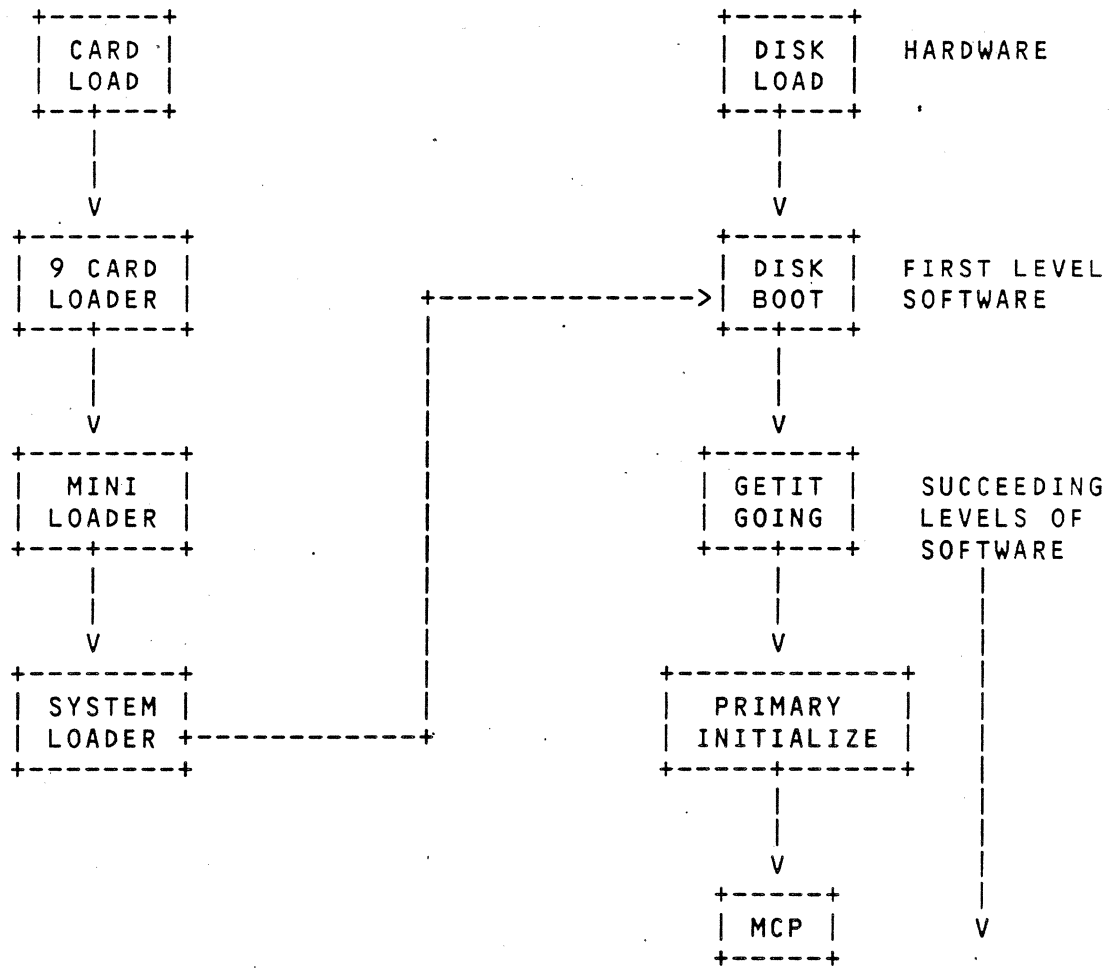 CARD
LOAD
DISK
LOAD
HARDWARE
9 CARD
LOADER
DISK
BOOT
FIRST LEVEL
SOFTWARE
MINI
LOADER
GETIT
GOING
SUCCEEDING
LEVELS OF
SOFTWARE
SYSTEM
LOADER
PRIMARY
INITIALIZE
MCP